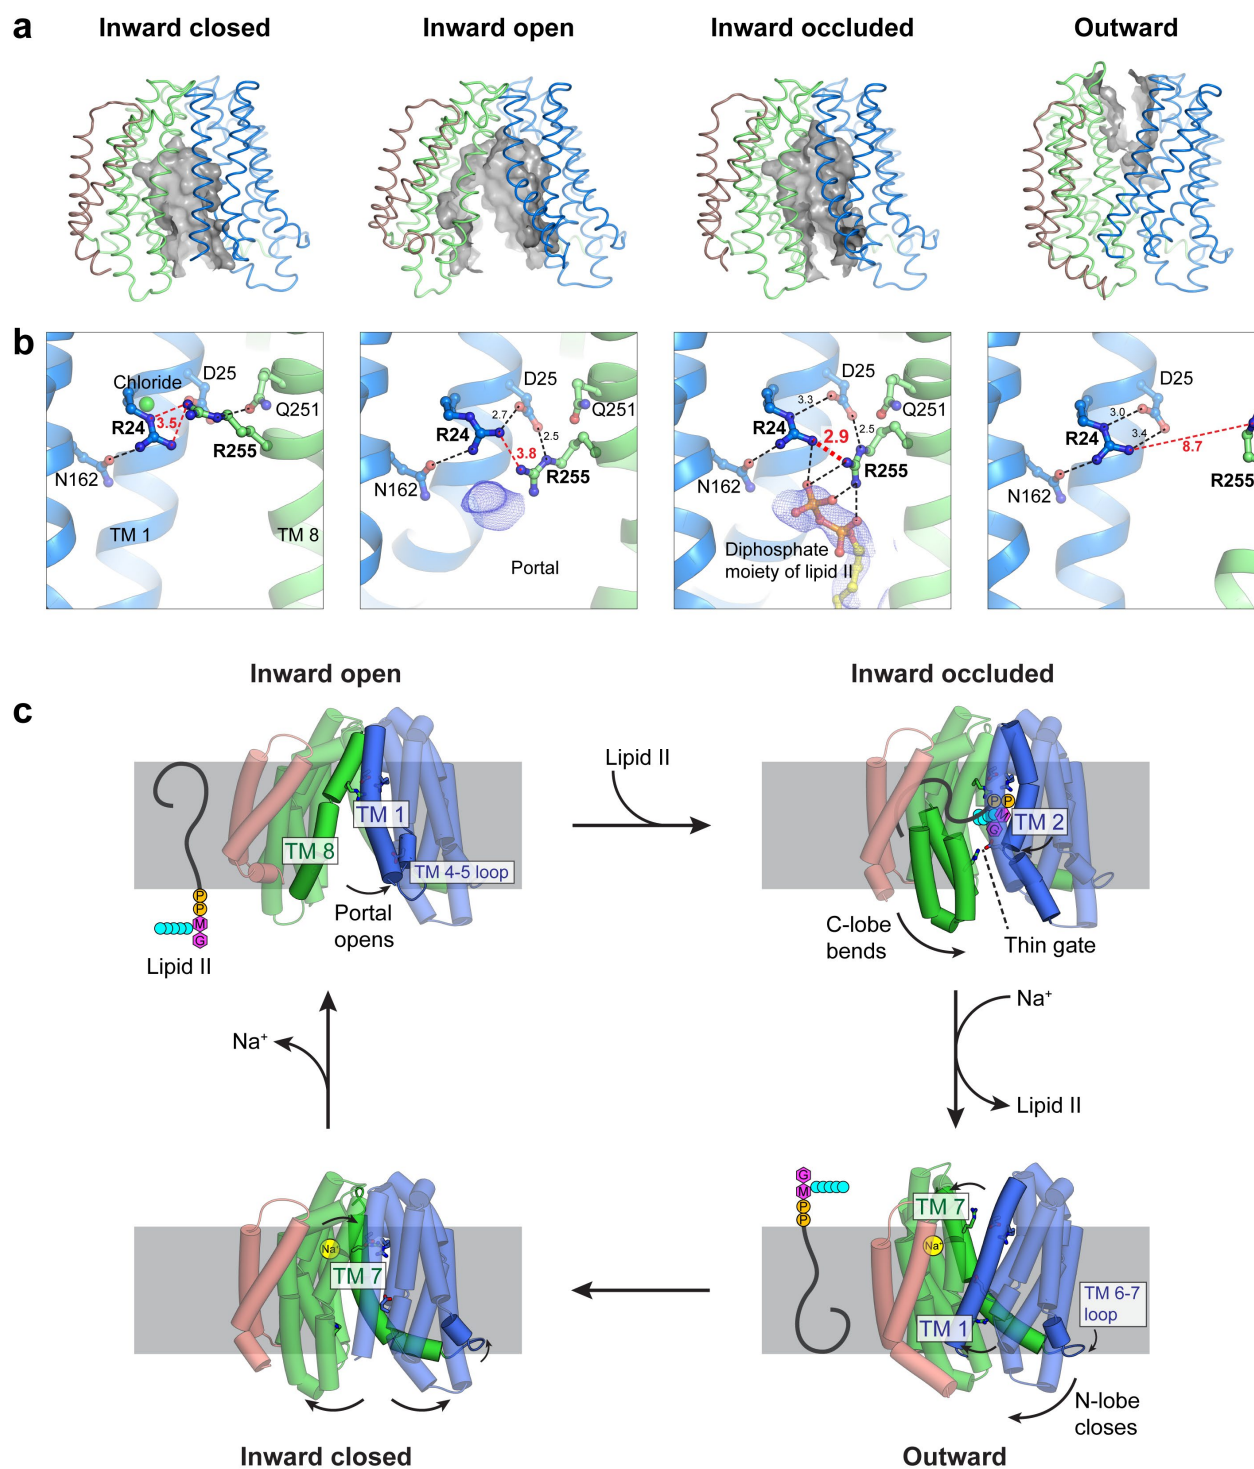 a
Inward closed
Inward open
Inward occluded
Outward
b
Chloride
D25
R24
3.5
Q251
R255
N162
TM 1
TM 8
D25
2.7
Q251
R24
2.5
3.8
R255
N162
Portal
D25
3.3
Q251
R24
2.9
2.5
R255
N162
Diphosphate
moiety of lipid II
D25
3.0
R24
3.4
8.7
R255
N162
c
Inward open
Inward occluded
TM 1
TM 8
TM 4-5 loop
Portal
opens
P
P
M
G
Lipid II
Lipid II
P
P
M
G
TM 2
C-lobe
bends
Thin gate
Na+
Lipid II
Na+
Na+
TM 7
Inward closed
G
M
P
P
TM 7
Na+
TM 1
TM 6-7
loop
N-lobe
closes
Outward